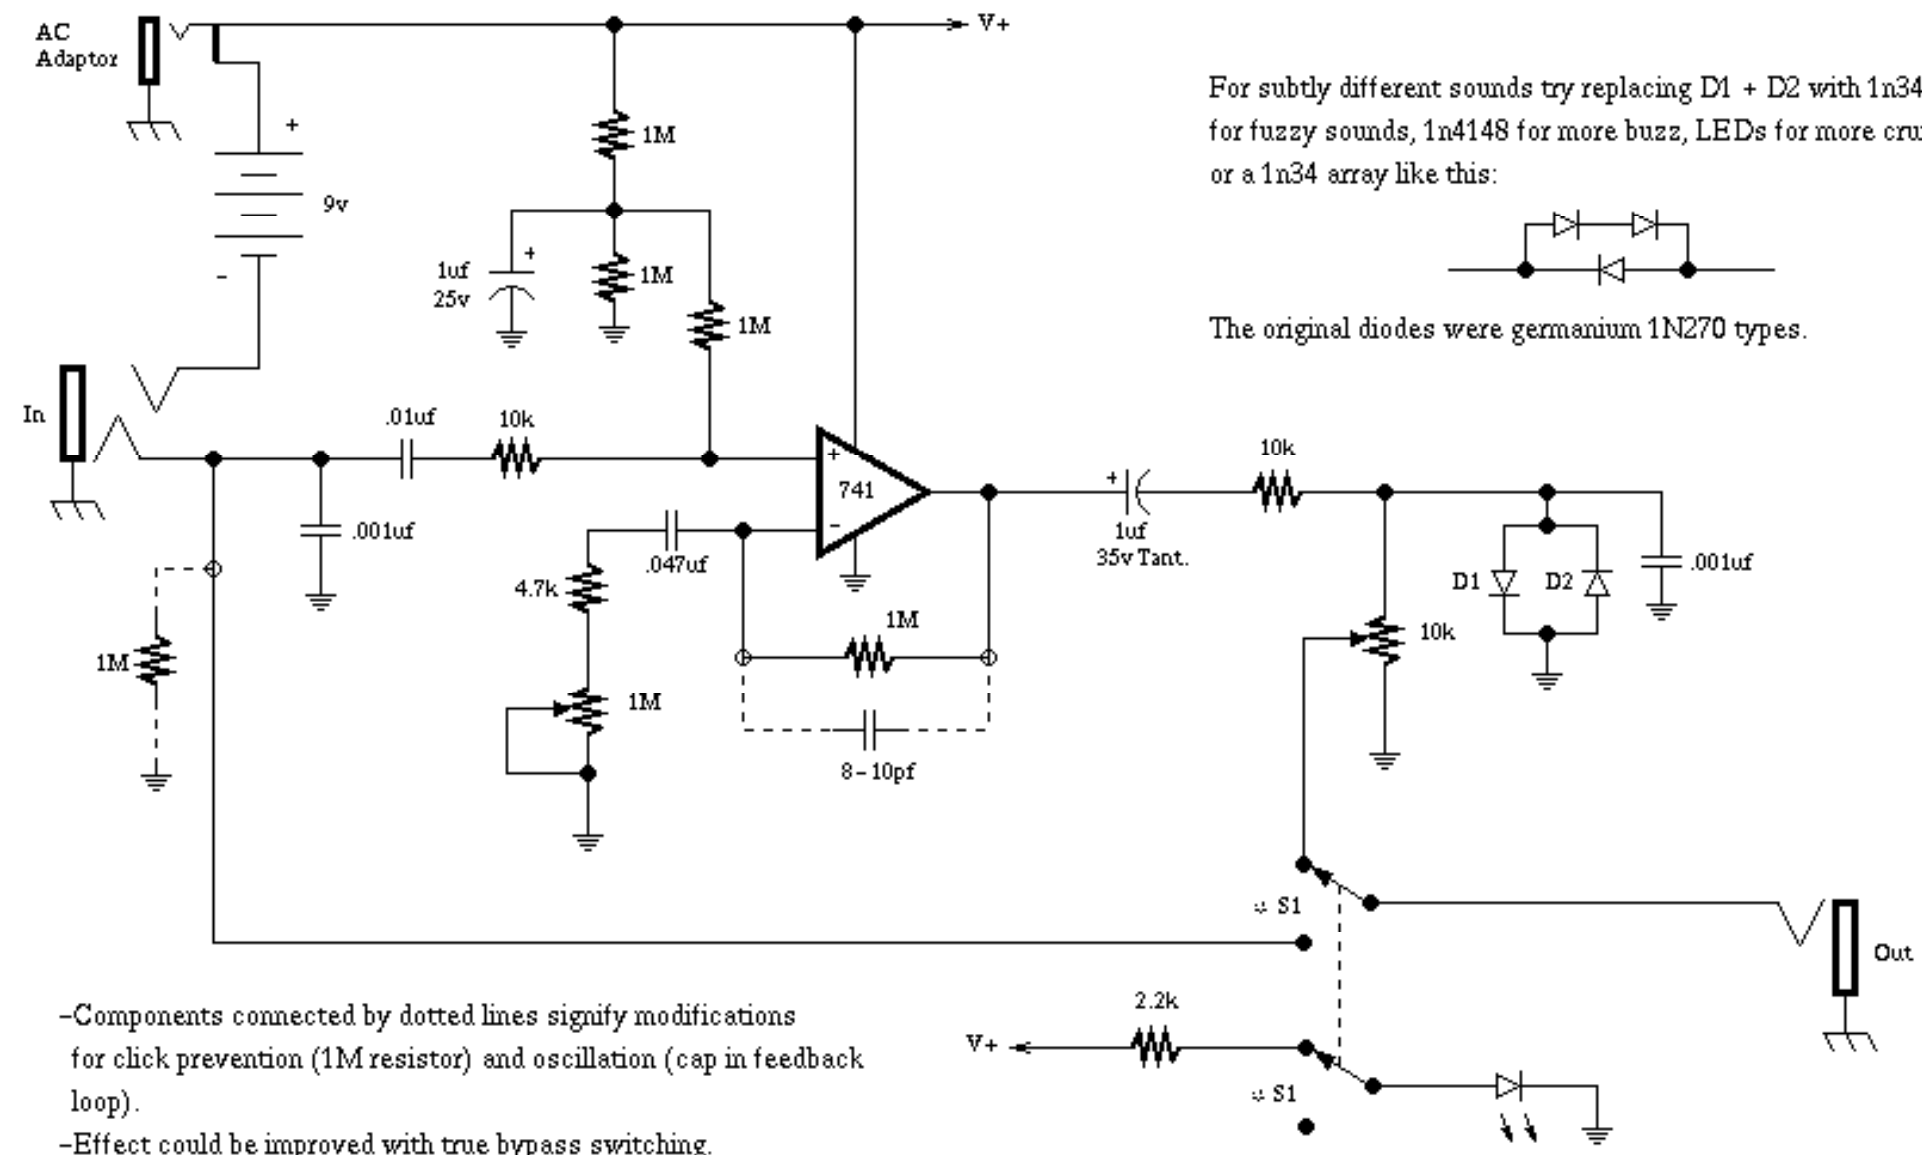 AC
Adaptor
V+
+
9v
-
1M
1uf
25v
+
1M
1M
For subtly different sounds try replacing D1 + D2 with 1n34
for fuzzy sounds, 1n4148 for more buzz, LEDs for more
or a 1n34 array like this:
The original diodes were germanium 1N270 types.
In
.01uf
10k
.001uf
1M
+
741
-
.047uf
4.7k
1M
1M
8-10pf
+
1uf
35v Tant.
10k
10k
D1
D2
.001uf
S1
Out
2.2k
V+
S1
-Components connected by dotted lines signify modifications
for click prevention (1M resistor) and oscillation (cap in feedback
loop).
-Effect could be improved with true bypass switching.